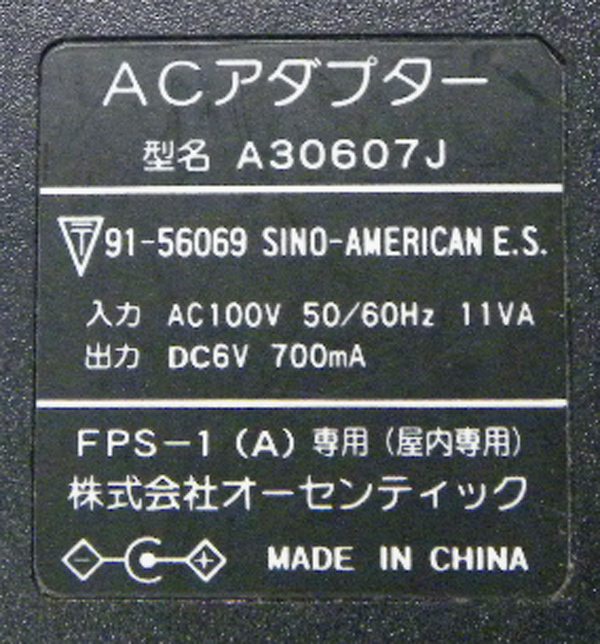 ACアダプター
型名 A30607J
91-56069 SINO-AMERICAN E.S.
入力 AC100V 50/60Hz 11VA
出力 DC6V 700mA
FPS-1 (A) 専用 (屋内専用)
株式会社オーセンティック
MADE IN CHINA